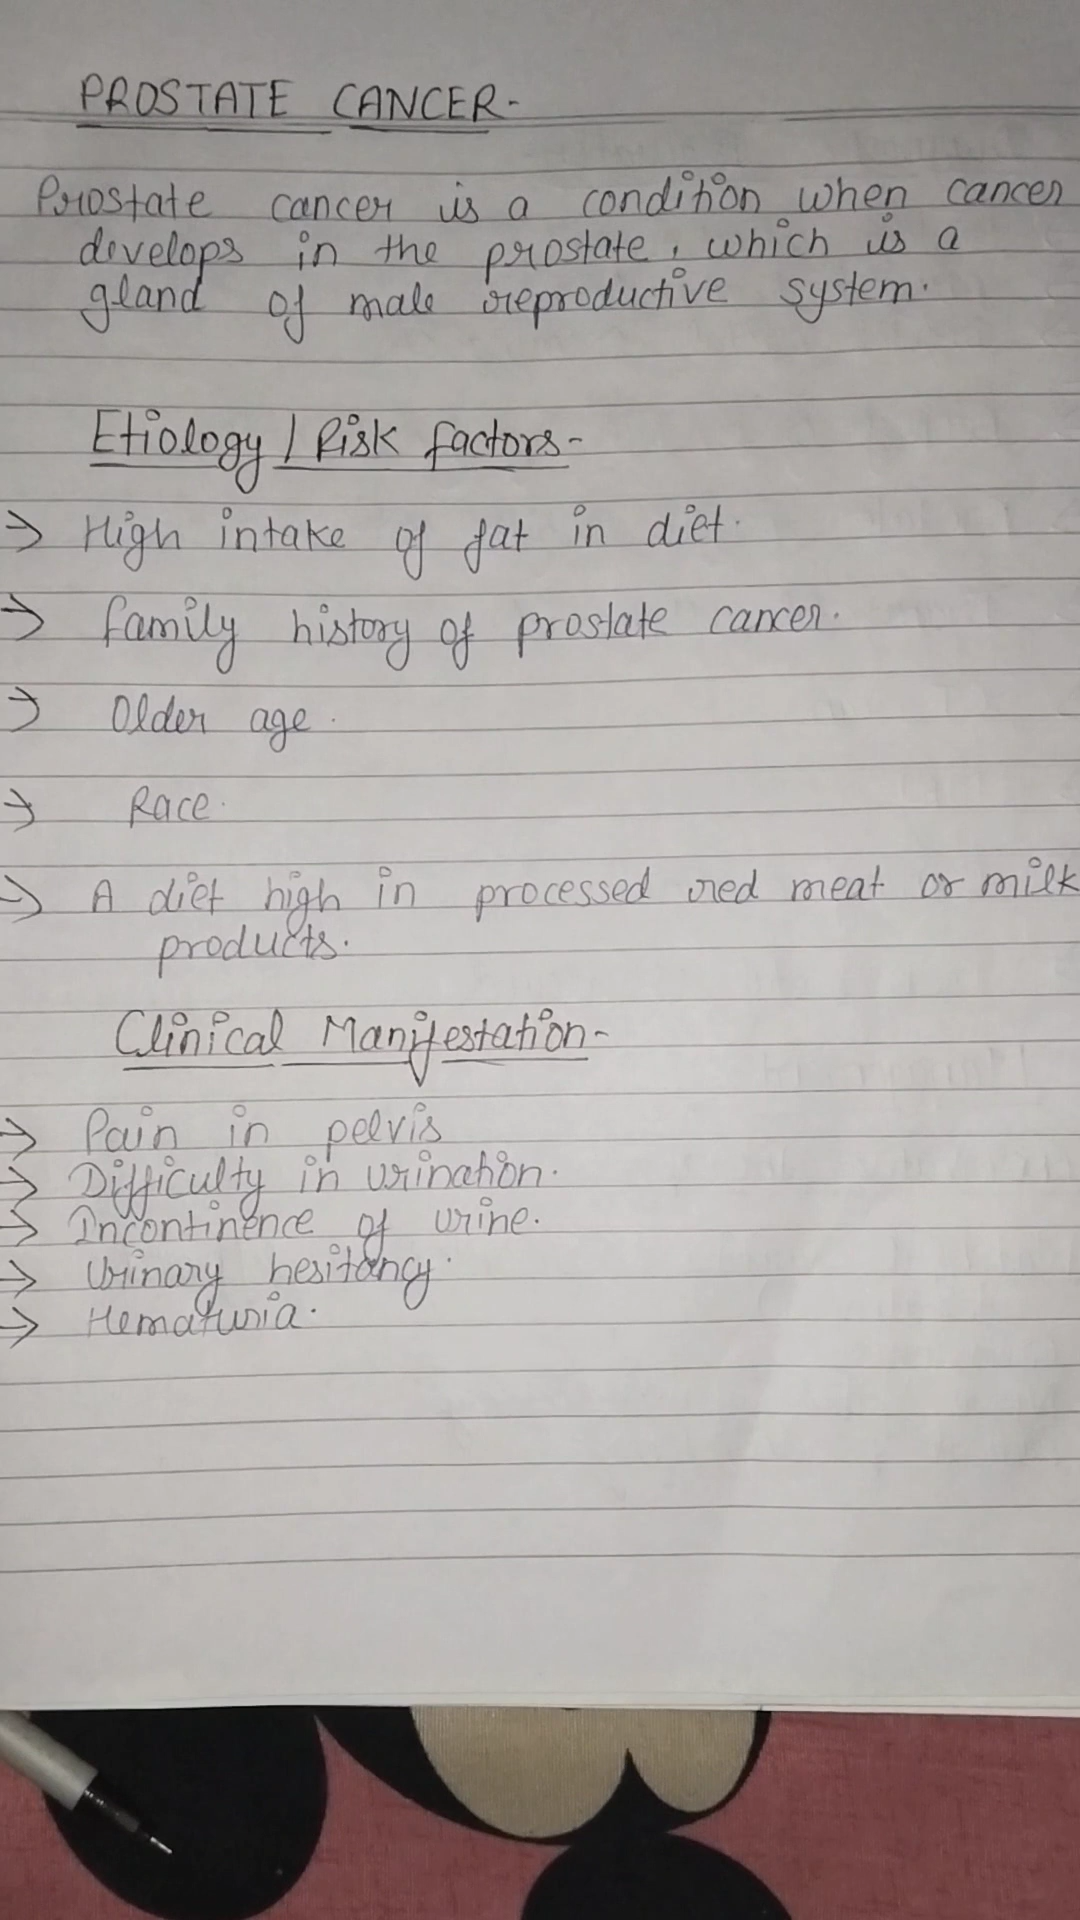 PROSTATE CANCER-
Prostate cancer is a condition when cancer
develops in the prostate, which is a
gland of male reproductive system.
Etiology / Risk factors-
→ High intake of fat in diet.
→ family history of prostate cancer.
→ Older age.
→ Race.
→ A diet high in processed red meat or milk
products.
Clinical Manifestation-
→ Pain in pelvis
→ Difficulty in urination.
→ Incontinence of urine.
→ Urinary hesitancy.
→ Hematuria.